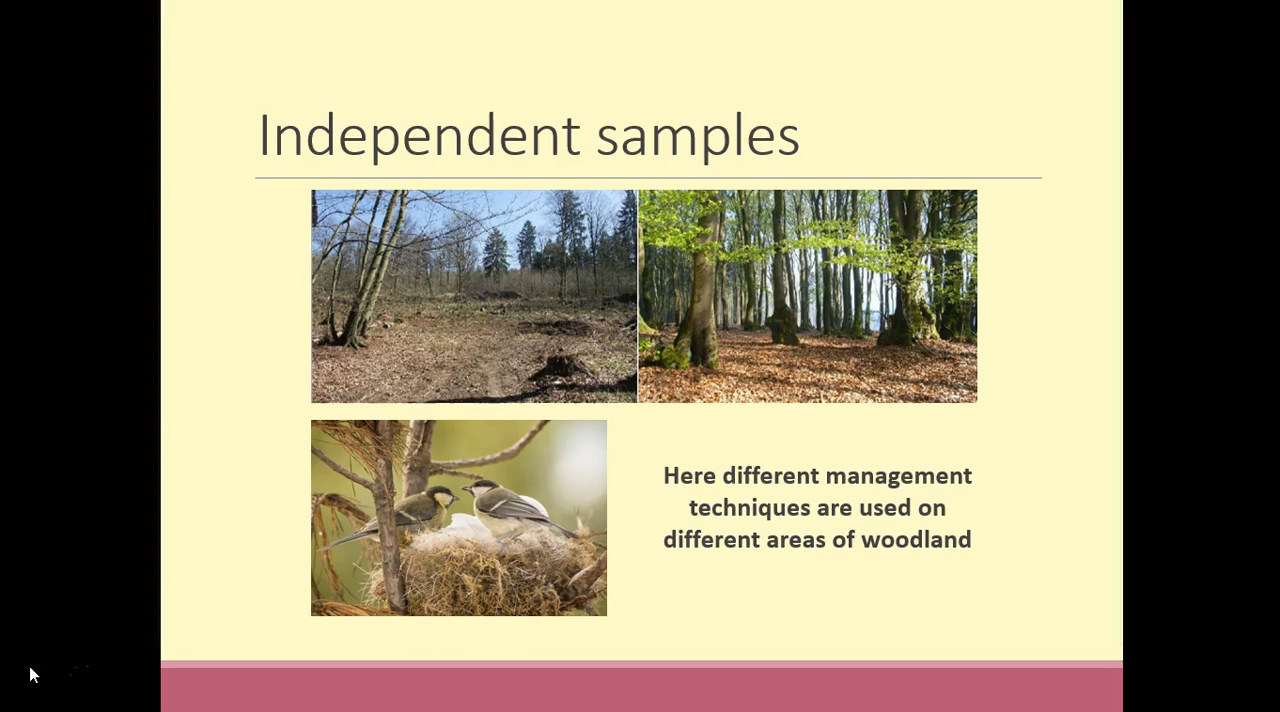 Independent samples
Here different management
techniques are used on
different areas of woodland